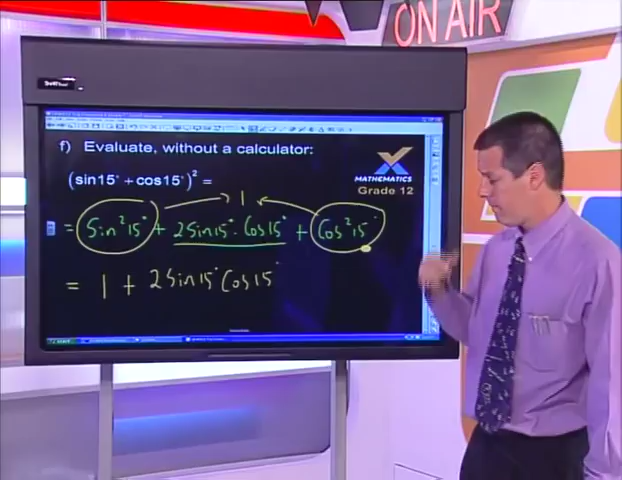 ON AIR
f) Evaluate, without a calculator:
(sin15° + cos15°)² =
MATHEMATICS
Grade 12
1
= Sin²15° + 2Sin15°·Cos15° + Cos²15°
= 1 + 2Sin15°Cos15°